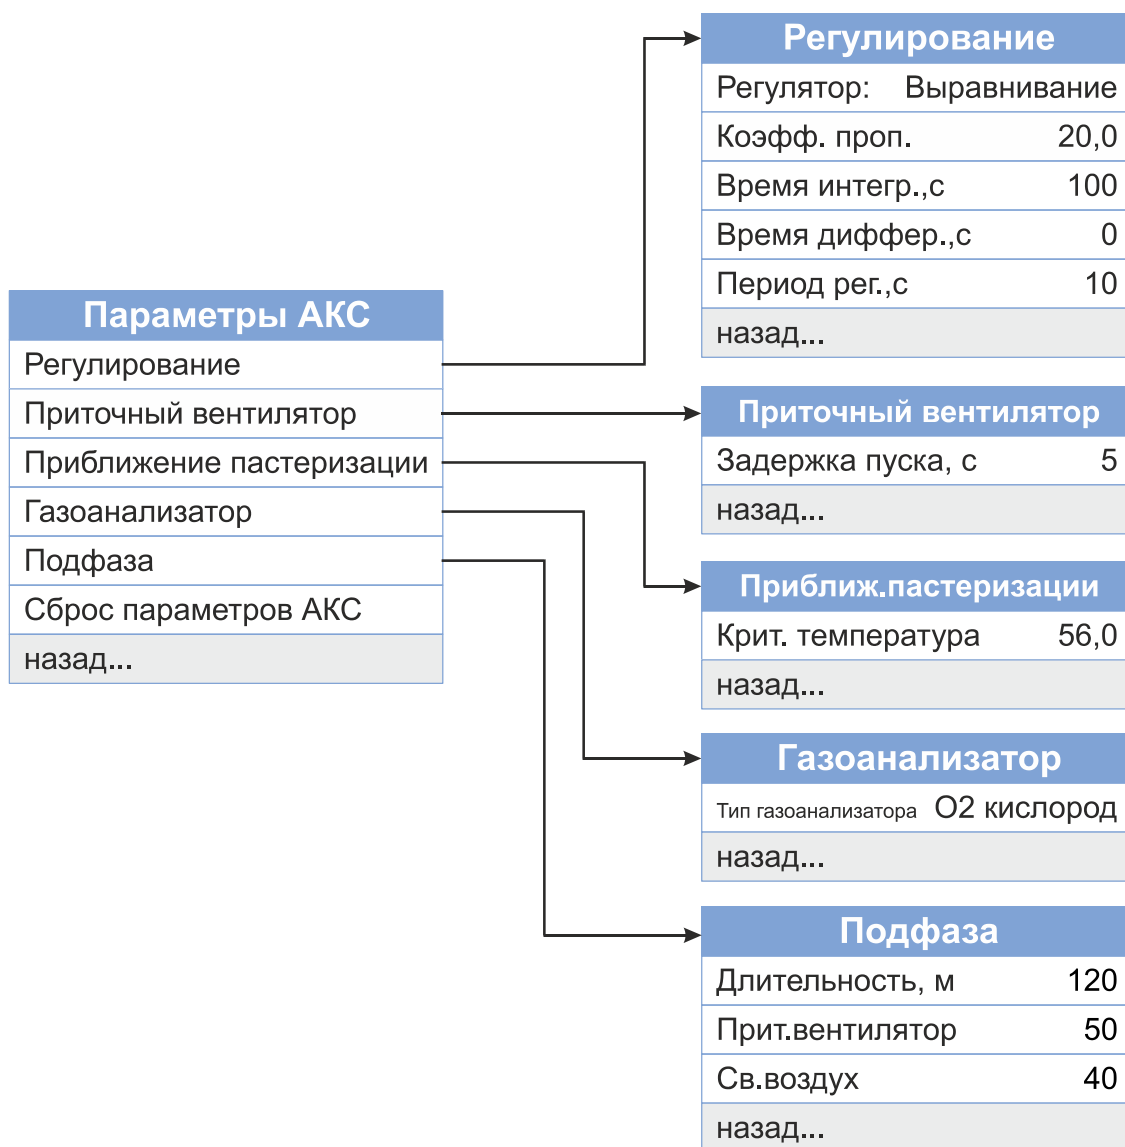 Параметры АКС
Регулирование
Приточный вентилятор
Приближение пастеризации
Газоанализатор
Подфаза
Сброс параметров АКС
назад...
Регулирование
Регулятор: Выравнивание
Коэфф. проп. 20,0
Время интегр.,с 100
Время диффер.,с 0
Период рег.,с 10
назад...
Приточный вентилятор
Задержка пуска, с 5
назад...
Приближ.пастеризации
Крит. температура 56,0
назад...
Газоанализатор
Тип газоанализатора О2 кислород
назад...
Подфаза
Длительность, м 120
Прит.вентилятор 50
Св.воздух 40
назад...